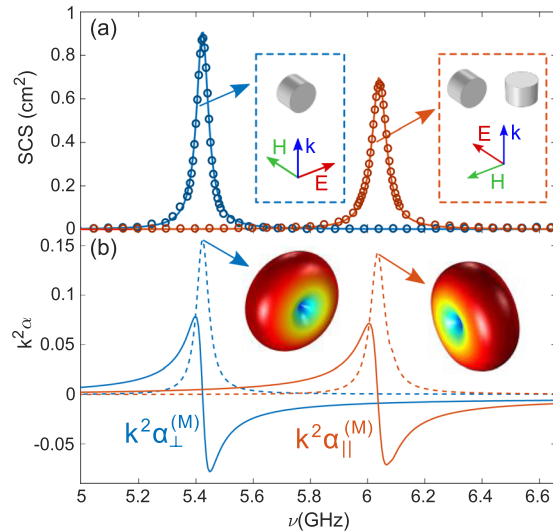 (a)
SCS (cm²)
1
0.8
0.6
0.4
0.2
0
H
k
E
E
k
H
(b)
k²α
0.15
0.1
0.05
0
-0.05
k²α⊥(M)
k²α||(M)
5
5.2
5.4
5.6
5.8
6
6.2
6.4
6.6
ν(GHz)